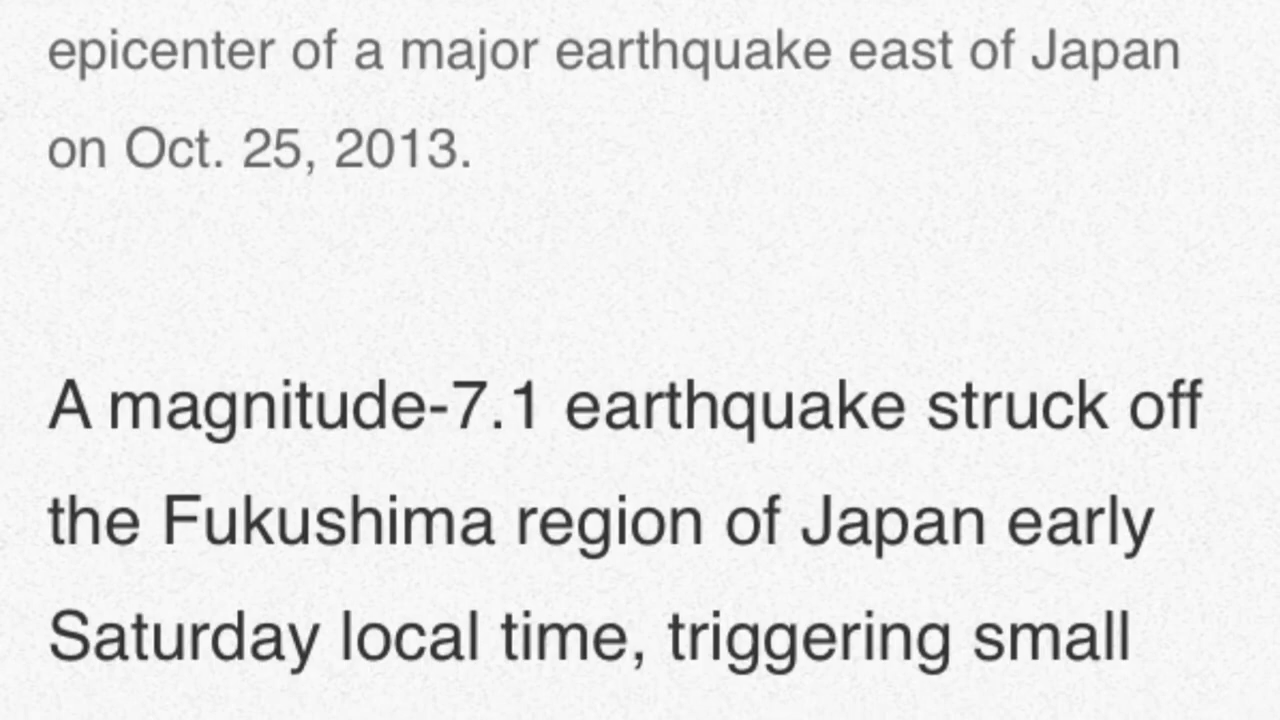 epicenter of a major earthquake east of Japan
on Oct. 25, 2013.
A magnitude-7.1 earthquake struck off
the Fukushima region of Japan early
Saturday local time, triggering small